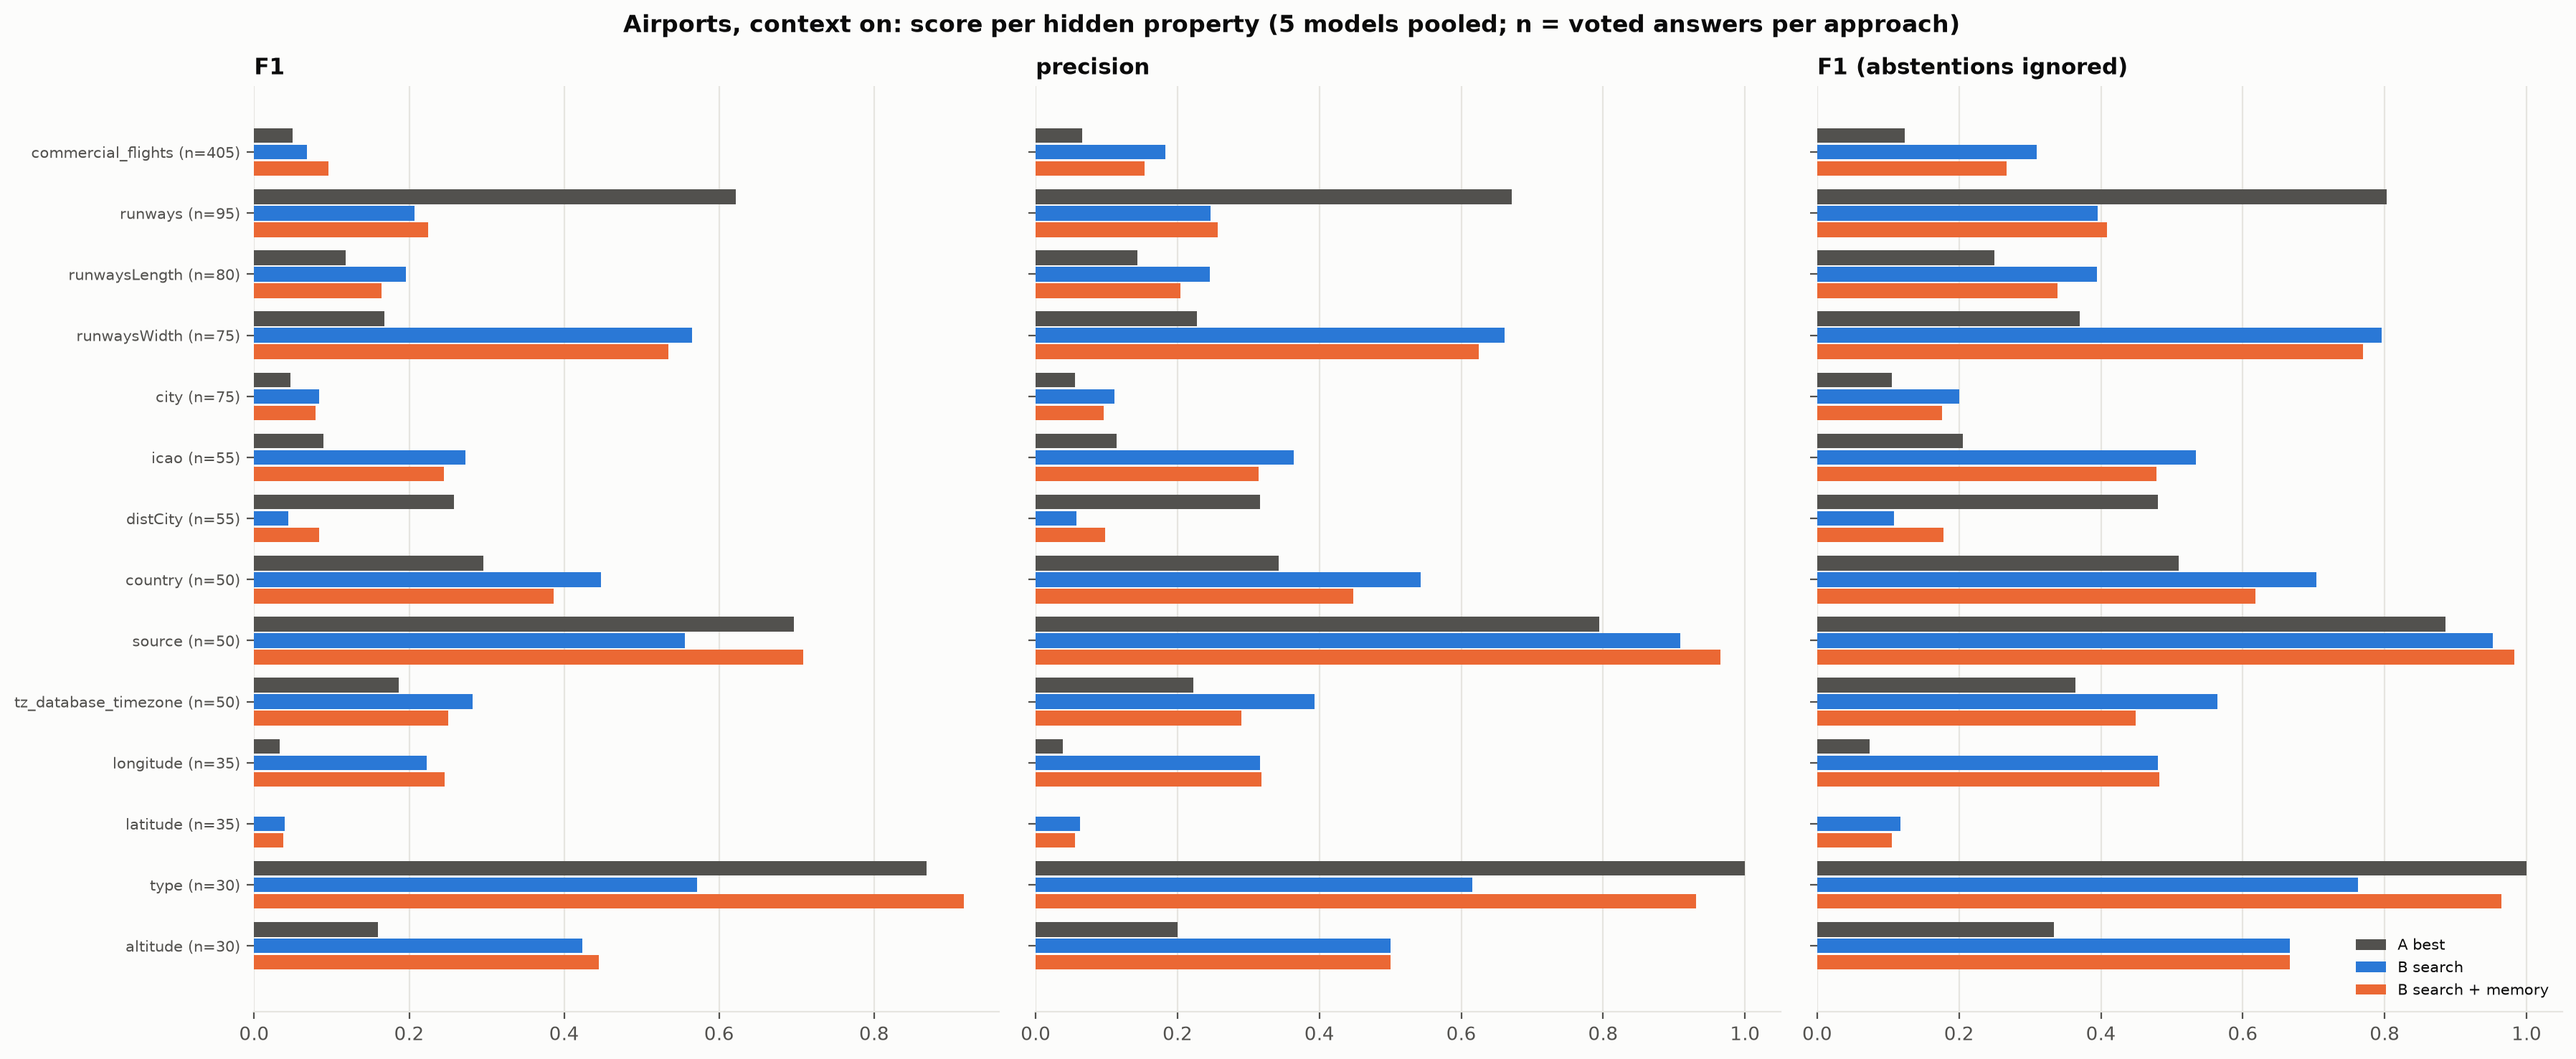 Airports, context on: score per hidden property (5 models pooled; n = voted answers per approach)
F1
precision
F1 (abstentions ignored)
commercial_flights (n=405)
runways (n=95)
runwaysLength (n=80)
runwaysWidth (n=75)
city (n=75)
icao (n=55)
distCity (n=55)
country (n=50)
source (n=50)
tz_database_timezone (n=50)
longitude (n=35)
latitude (n=35)
type (n=30)
altitude (n=30)
A best
B search
B search + memory
0.0 0.2 0.4 0.6 0.8
0.0 0.2 0.4 0.6 0.8 1.0
0.0 0.2 0.4 0.6 0.8 1.0